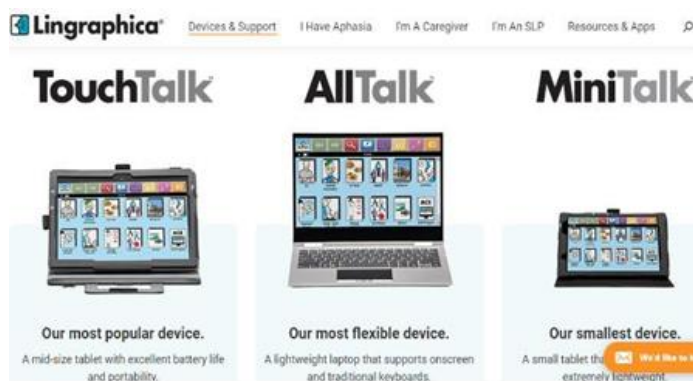 Lingraphica®
Devices & Support
I Have Aphasia
I'm A Caregiver
I'm An SLP
Resources & Apps
TouchTalk
AllTalk
MiniTalk
Our most popular device.
A mid-size tablet with excellent battery life
and portability.
Our most flexible device.
A lightweight laptop that supports onscreen
and traditional keyboards.
Our smallest device.
A small tablet
extremely lightweight.
We'd like to